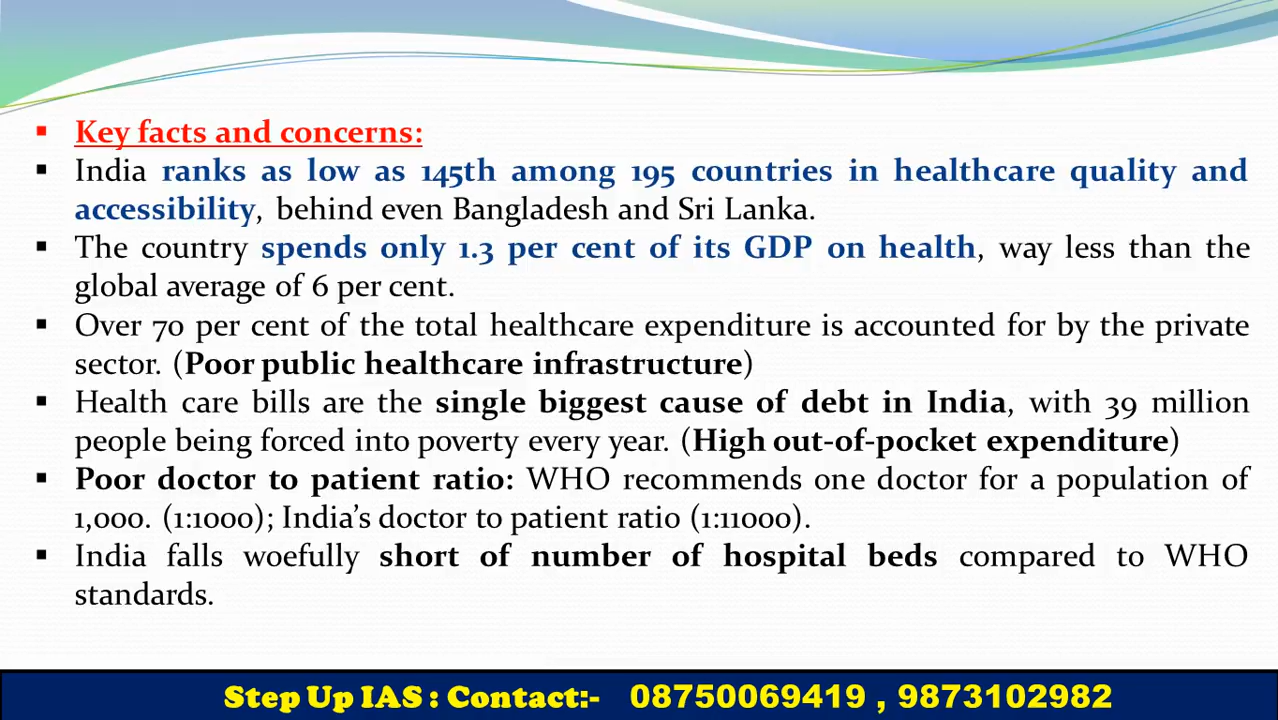 Key facts and concerns:
India ranks as low as 145th among 195 countries in healthcare quality and
accessibility, behind even Bangladesh and Sri Lanka.
The country spends only 1.3 per cent of its GDP on health, way less than the
global average of 6 per cent.
Over 70 per cent of the total healthcare expenditure is accounted for by the private
sector. (Poor public healthcare infrastructure)
Health care bills are the single biggest cause of debt in India, with 39 million
people being forced into poverty every year. (High out-of-pocket expenditure)
Poor doctor to patient ratio: WHO recommends one doctor for a population of
1,000. (1:1000); India's doctor to patient ratio (1:11000).
India falls woefully short of number of hospital beds compared to WHO
standards.
Step Up IAS : Contact:- 08750069419 , 9873102982